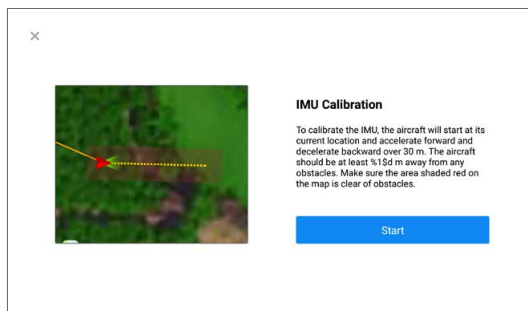 IMU Calibration
To calibrate the IMU, the aircraft will start at its
current location and accelerate forward and
decelerate backward over 30 m. The aircraft
should be at least %1$d m away from any
obstacles. Make sure the area shaded red on
the map is clear of obstacles.
Start